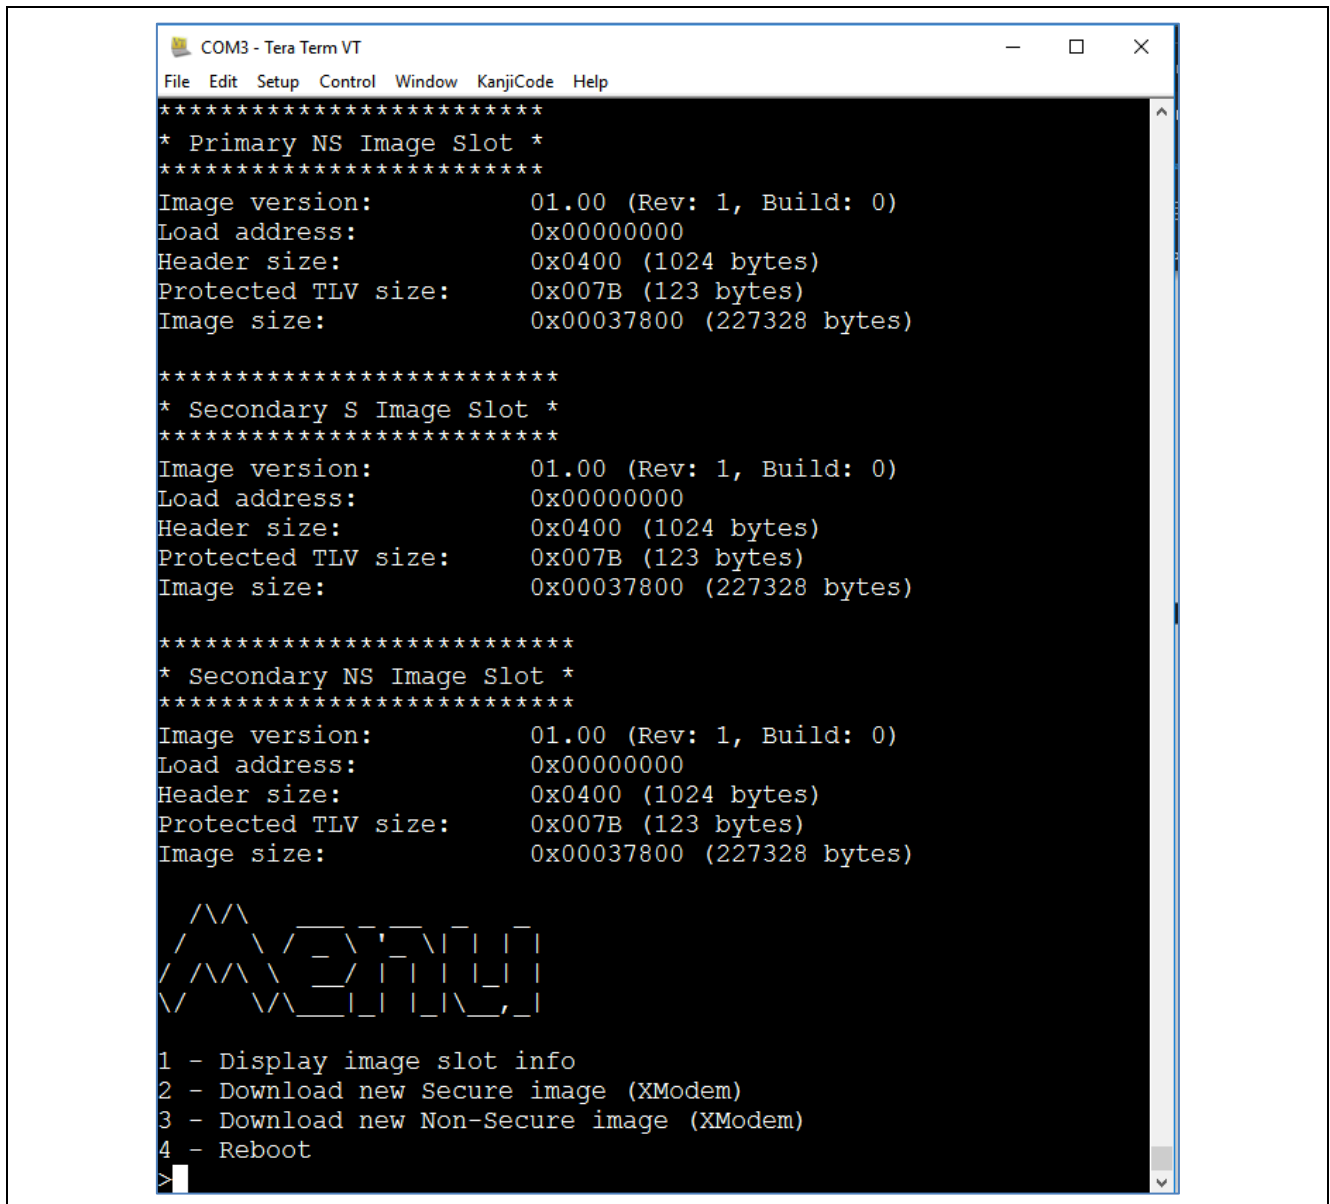 COM3 - Tera Term VT
File Edit Setup Control Window KanjiCode Help
*************************
* Primary NS Image Slot *
*************************
Image version: 01.00 (Rev: 1, Build: 0)
Load address: 0x00000000
Header size: 0x0400 (1024 bytes)
Protected TLV size: 0x007B (123 bytes)
Image size: 0x00037800 (227328 bytes)
**************************
* Secondary S Image Slot *
**************************
Image version: 01.00 (Rev: 1, Build: 0)
Load address: 0x00000000
Header size: 0x0400 (1024 bytes)
Protected TLV size: 0x007B (123 bytes)
Image size: 0x00037800 (227328 bytes)
***************************
* Secondary NS Image Slot *
***************************
Image version: 01.00 (Rev: 1, Build: 0)
Load address: 0x00000000
Header size: 0x0400 (1024 bytes)
Protected TLV size: 0x007B (123 bytes)
Image size: 0x00037800 (227328 bytes)
Menu
1 - Display image slot info
2 - Download new Secure image (XModem)
3 - Download new Non-Secure image (XModem)
4 - Reboot
>